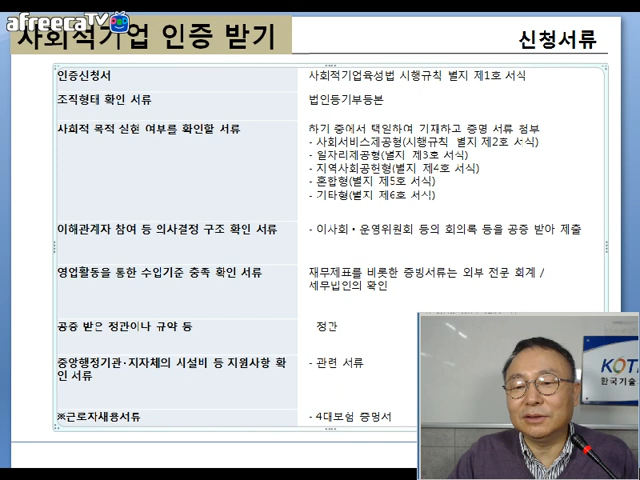 afreecaTV
사회적기업 인증 받기
신청서류
인증신청서
사회적기업육성법 시행규칙 별지 제1호 서식
조직형태 확인 서류
법인등기부등본
사회적 목적 실현 여부를 확인할 서류
하기 중에서 택일하여 기재하고 증명 서류 첨부
- 사회서비스제공형(시행규칙 별지 제2호 서식)
- 일자리제공형(별지 제3호 서식)
- 지역사회공헌형(별지 제4호 서식)
- 혼합형(별지 제5호 서식)
- 기타형(별지 제6호 서식)
이해관계자 참여 등 의사결정 구조 확인 서류
- 이사회·운영위원회 등의 회의록 등을 공증 받아 제출
영업활동을 통한 수입기준 충족 확인 서류
재무제표를 비롯한 증빙서류는 외부 전문 회계 /
세무법인의 확인
공증 받은 정관이나 규약 등
정관
중앙행정기관·지자체의 시설비 등 지원사항 확
인 서류
- 관련 서류
※근로자채용서류
- 4대보험 증명서
KOT
한국기술